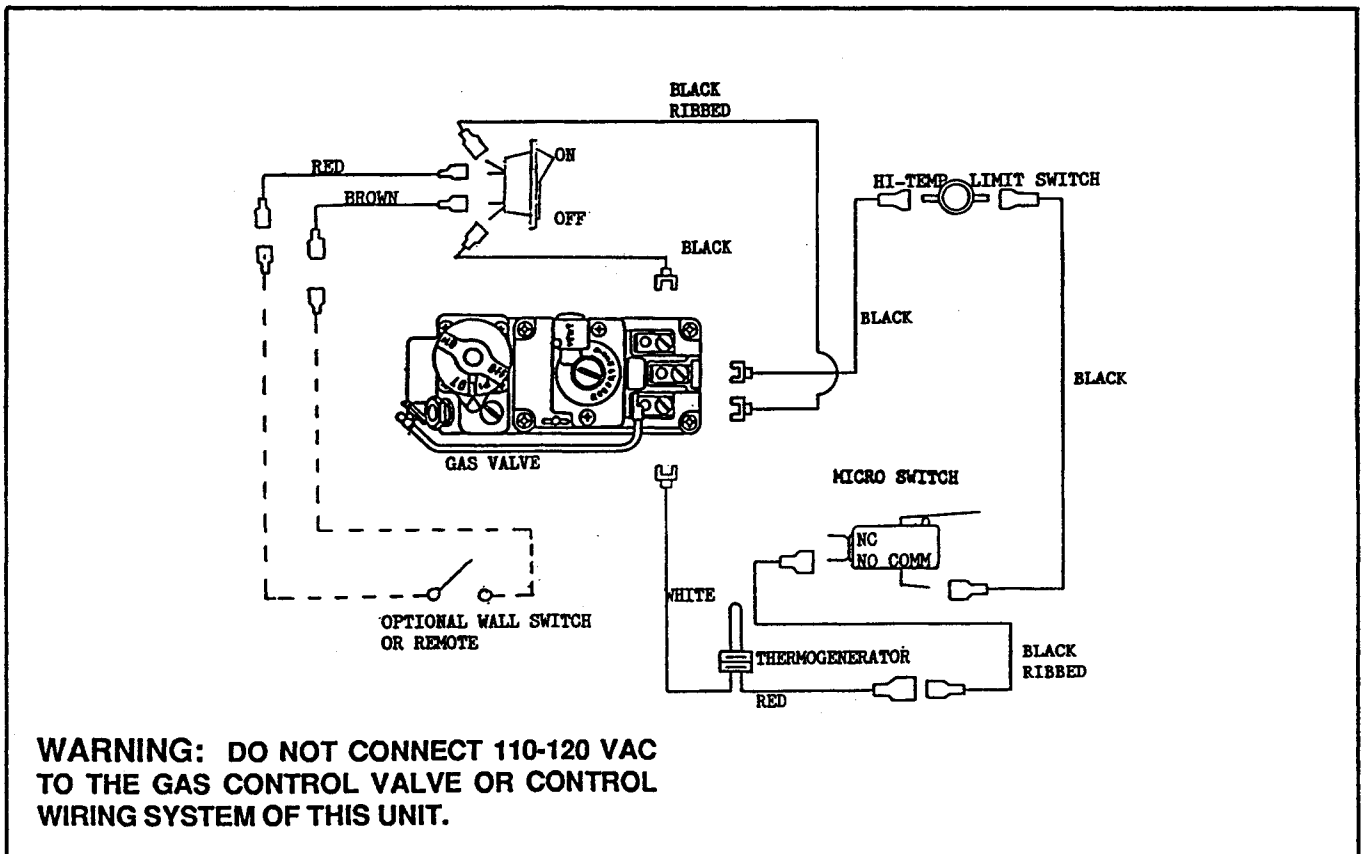 BLACK
RIBBED
ON
RED
HI-TEMP LIMIT SWITCH
BROWN
OFF
BLACK
BLACK
BLACK
GAS VALVE
MICRO SWITCH
NC
NO COMM
WHITE
OPTIONAL WALL SWITCH
OR REMOTE
THERMOGENERATOR
BLACK
RIBBED
RED
WARNING: DO NOT CONNECT 110-120 VAC
TO THE GAS CONTROL VALVE OR CONTROL
WIRING SYSTEM OF THIS UNIT.